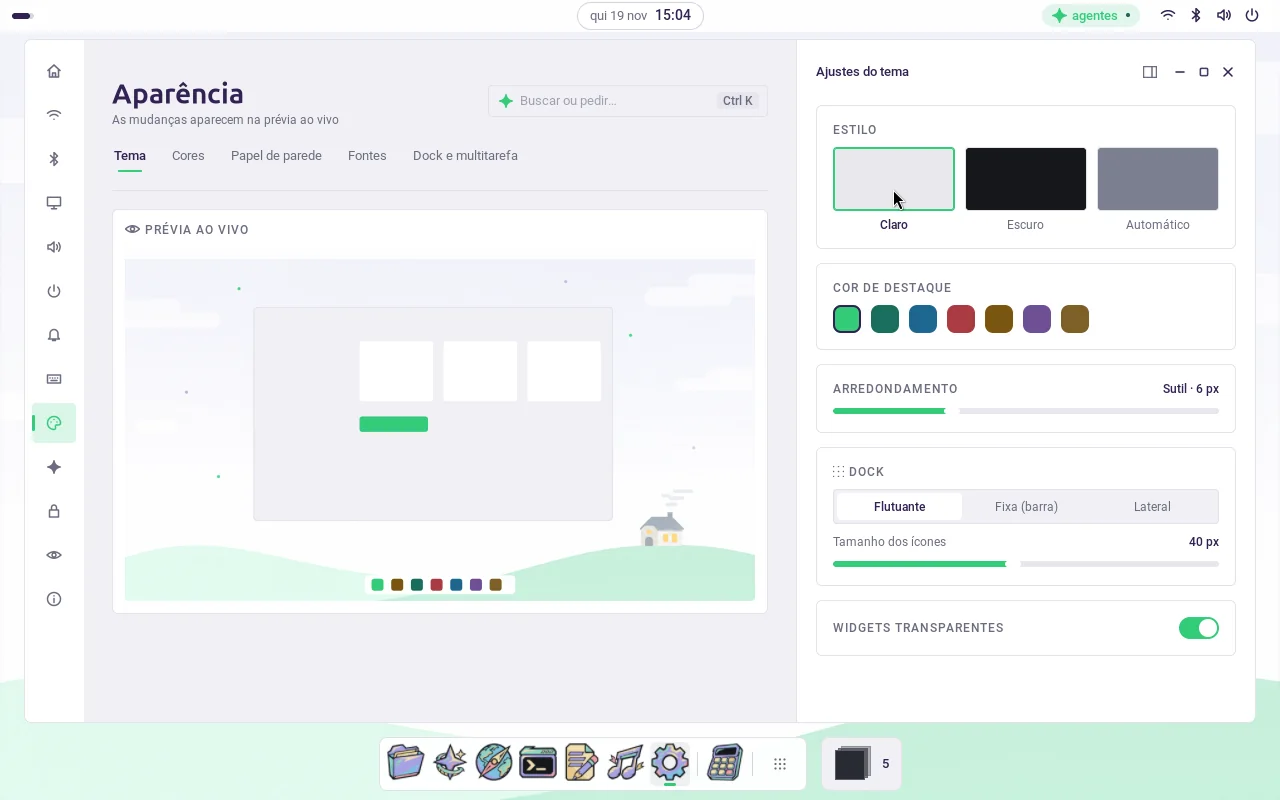 qui 19 nov 15:04
agentes
Aparência
As mudanças aparecem na prévia ao vivo
Buscar ou pedir...
Ctrl K
Tema
Cores
Papel de parede
Fontes
Dock e multitarefa
PRÉVIA AO VIVO
Ajustes do tema
ESTILO
Claro
Escuro
Automático
COR DE DESTAQUE
ARREDONDAMENTO
Sutil · 6 px
DOCK
Flutuante
Fixa (barra)
Lateral
Tamanho dos ícones
40 px
WIDGETS TRANSPARENTES
5